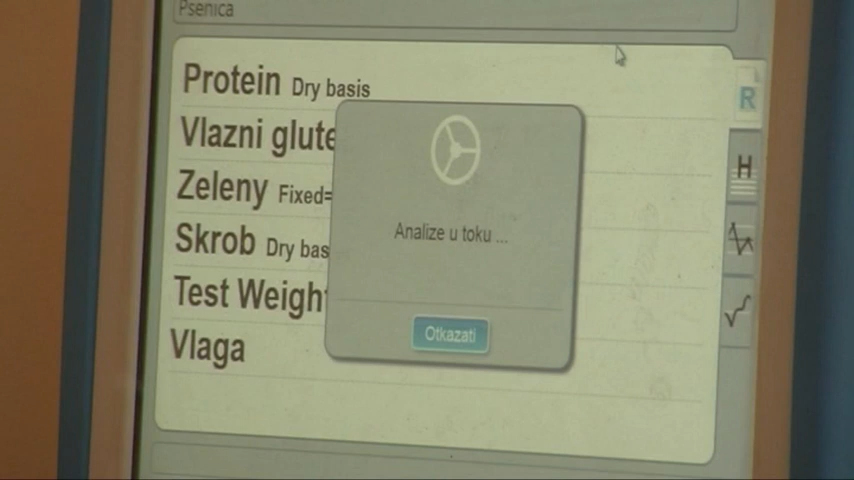 Psenica
Protein Dry basis
R
Vlazni glute
H
Zeleny Fixed=
Analize u toku ...
Skrob Dry bas
Test Weigh
Otkazati
Vlaga